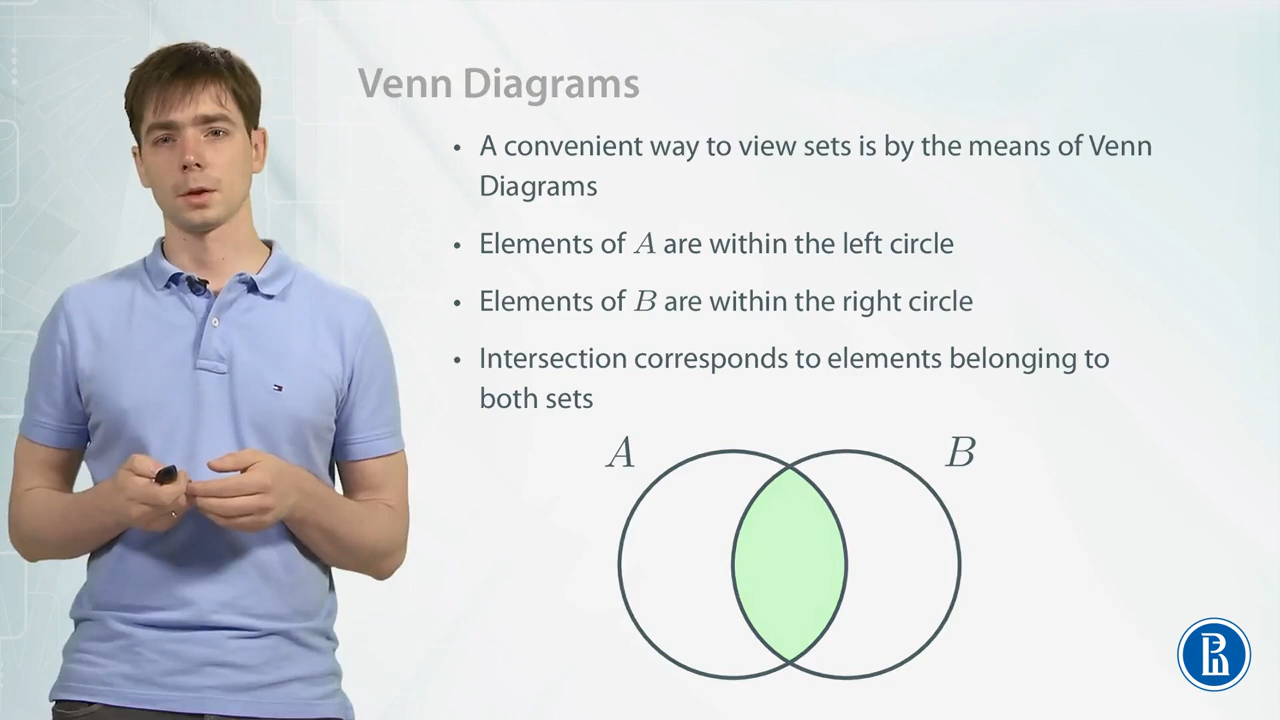 Venn Diagrams
• A convenient way to view sets is by the means of Venn
Diagrams
• Elements of A are within the left circle
• Elements of B are within the right circle
• Intersection corresponds to elements belonging to
both sets
A B